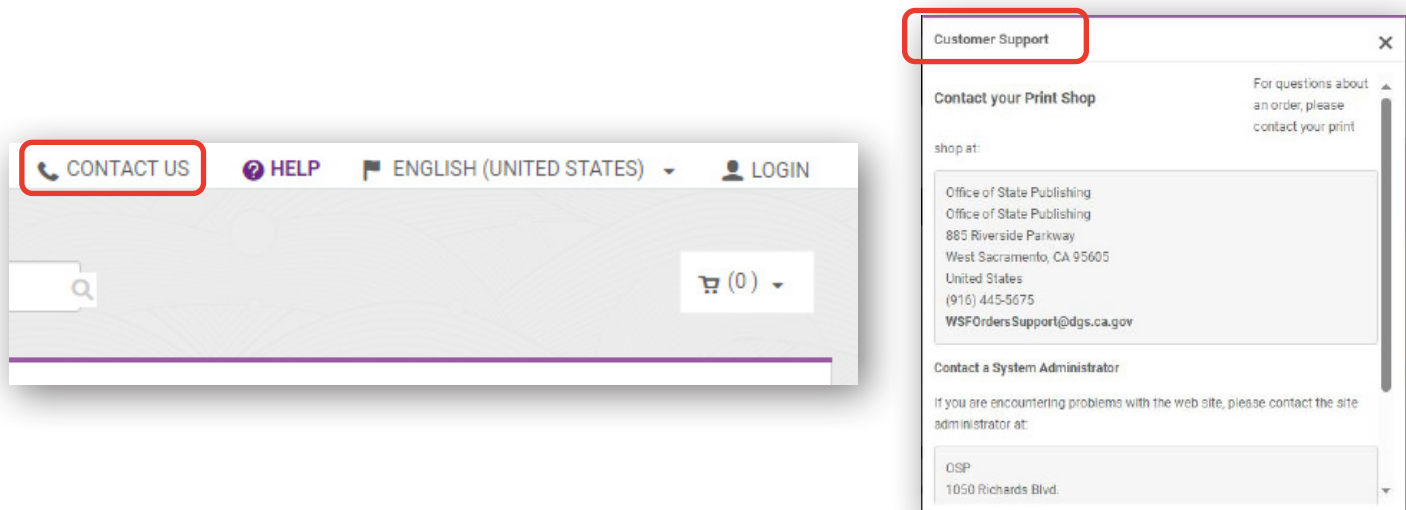 CONTACT US
HELP
ENGLISH (UNITED STATES)
LOGIN
(0)
Customer Support
Contact your Print Shop
For questions about
an order, please
contact your print
shop at:
Office of State Publishing
Office of State Publishing
885 Riverside Parkway
West Sacramento, CA 95605
United States
(916) 445-5675
WSFOrdersSupport@dgs.ca.gov
Contact a System Administrator
If you are encountering problems with the web site, please contact the site
administrator at:
OSP
1050 Richards Blvd.